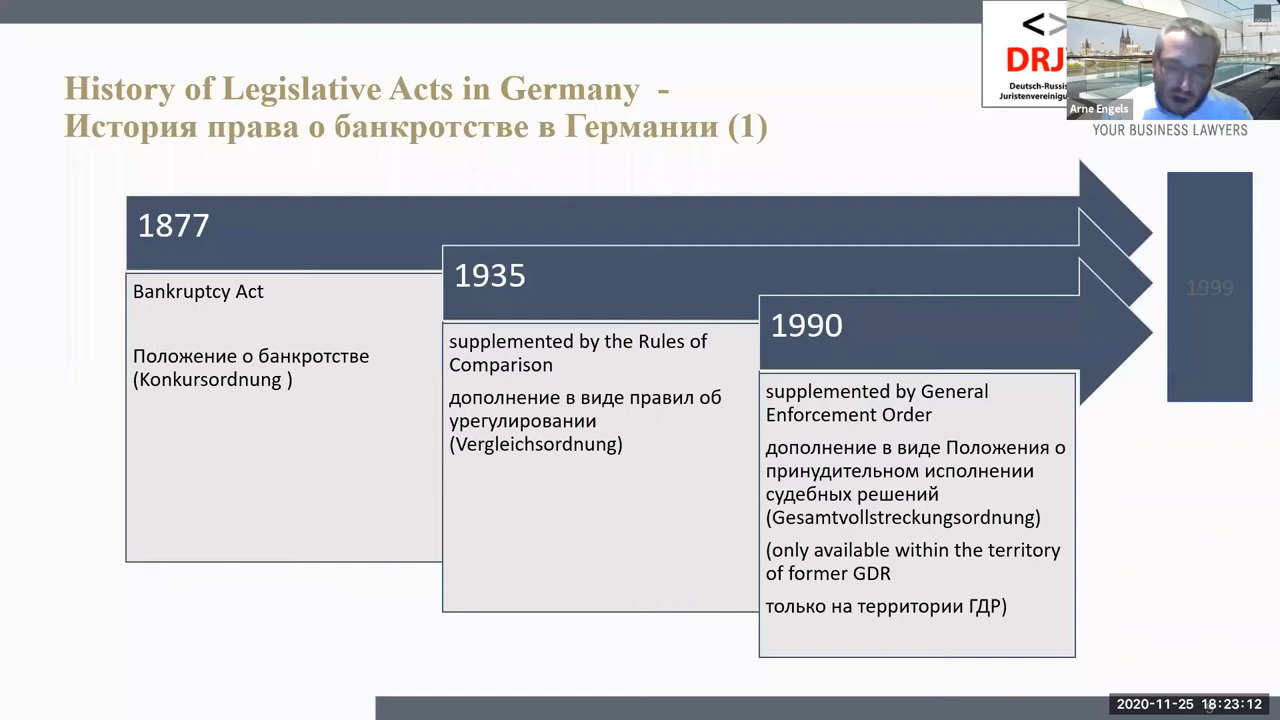 History of Legislative Acts in Germany -
История права о банкротстве в Германии (1)
DRJ
Deutsch-Russis
Juristenvereinigu
Arne Engels
YOUR BUSINESS LAWYERS
1877
Bankruptcy Act
Положение о банкротстве
(Konkursordnung )
1935
supplemented by the Rules of
Comparison
дополнение в виде правил об
урегулировании
(Vergleichsordnung)
1990
supplemented by General
Enforcement Order
дополнение в виде Положения о
принудительном исполнении
судебных решений
(Gesamtvollstreckungsordnung)
(only available within the territory
of former GDR
только на территории ГДР)
1999
2020-11-25 18:23:12